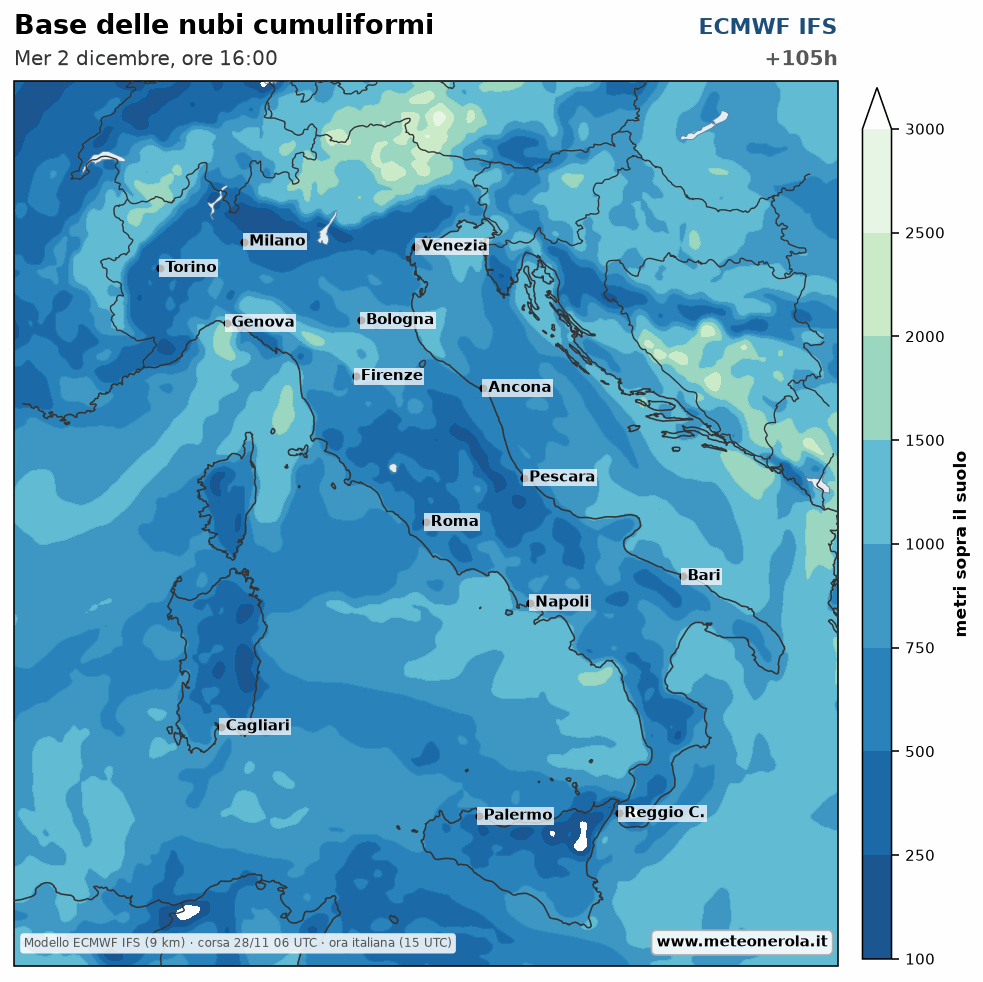 Base delle nubi cumuliformi
ECMWF IFS
Mer 2 dicembre, ore 16:00
+105h
3000
2500
2000
1500
1000
750
500
250
100
metri sopra il suolo
Milano
Venezia
Torino
Genova
Bologna
Firenze
Ancona
Pescara
Roma
Bari
Napoli
Cagliari
Palermo
Reggio C.
Modello ECMWF IFS (9 km) · corsa 28/11 06 UTC · ora italiana (15 UTC)
www.meteonerola.it